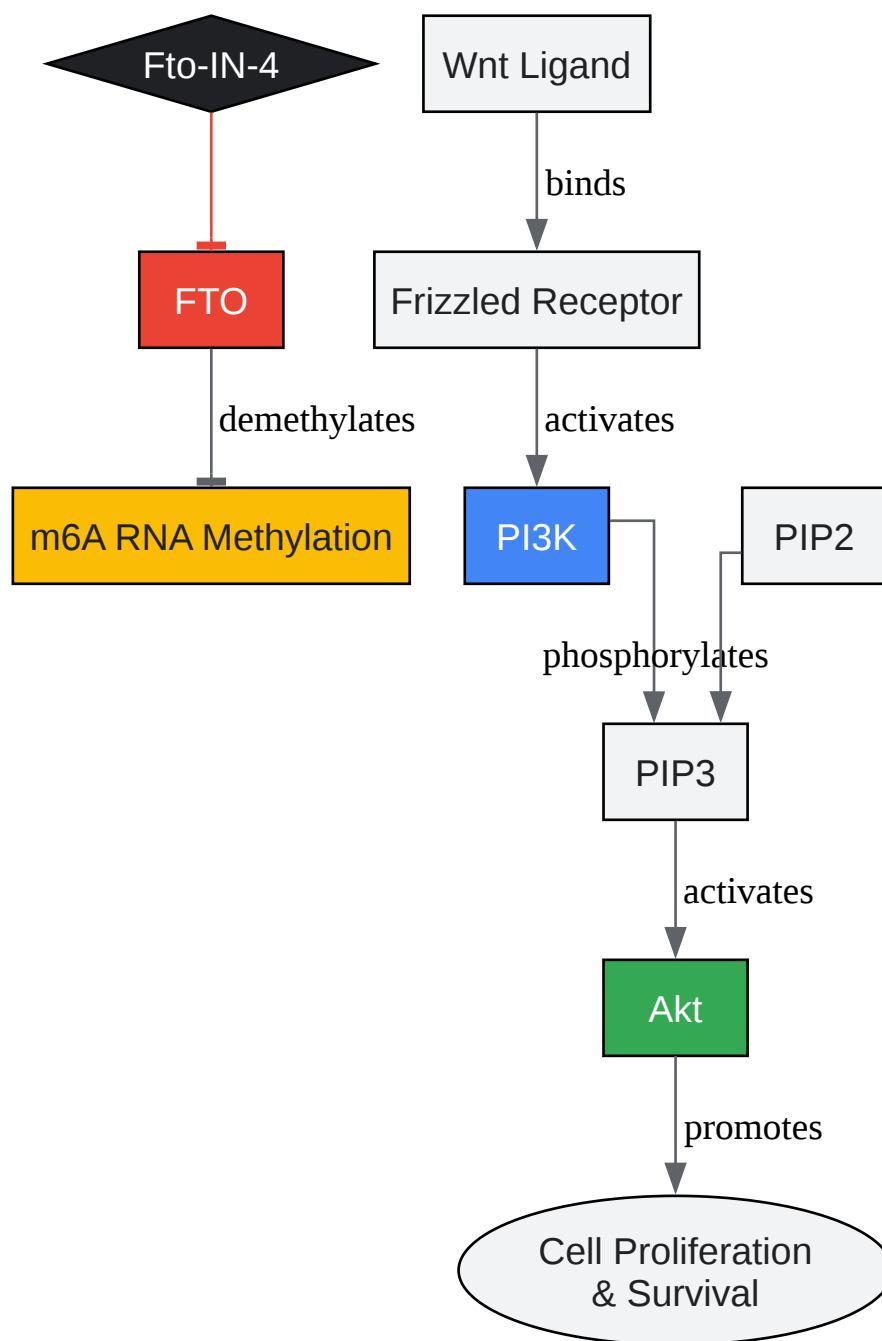 Fto-IN-4
Wnt Ligand
binds
FTO
Frizzled Receptor
demethylates
activates
m6A RNA Methylation
PI3K
PIP2
phosphorylates
PIP3
activates
Akt
promotes
Cell Proliferation
& Survival